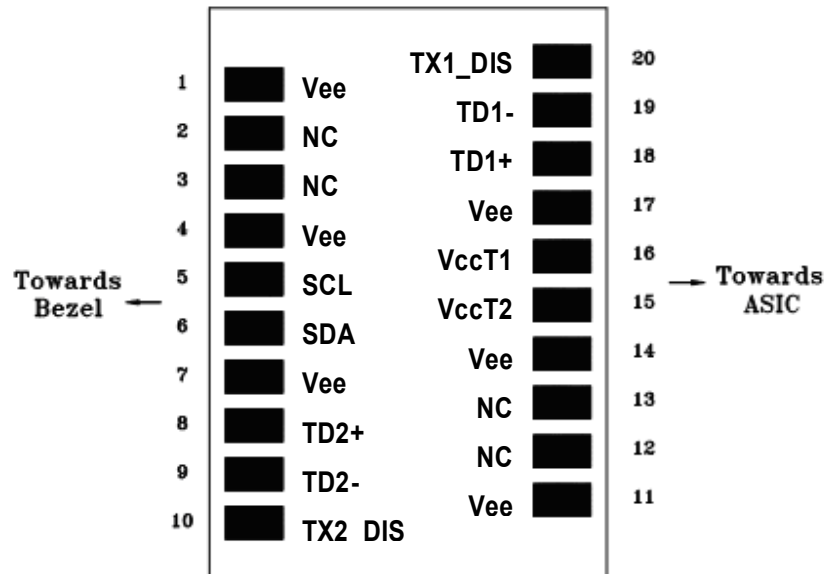 1 Vee
2 NC
3 NC
4 Vee
5 SCL
6 SDA
7 Vee
8 TD2+
9 TD2-
10 TX2 DIS
TX1_DIS 20
TD1- 19
TD1+ 18
Vee 17
VccT1 16
VccT2 15
Vee 14
NC 13
NC 12
Vee 11
Towards
Bezel
Towards
ASIC